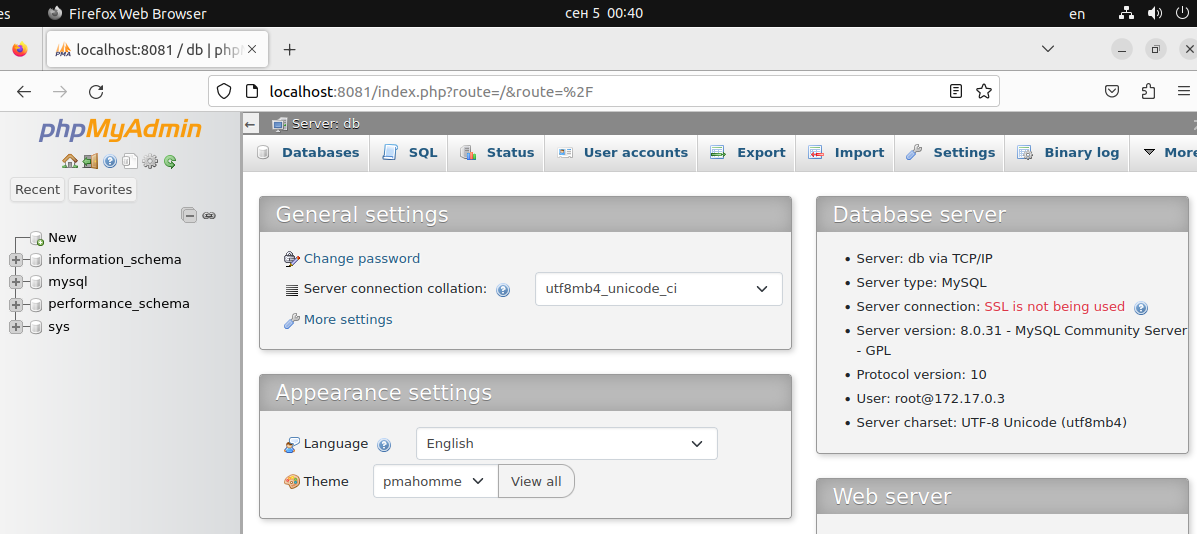 es Firefox Web Browser сен 5 00:40 en
PMA localhost:8081 / db | phpM
localhost:8081/index.php?route=/&route=%2F
phpMyAdmin
Recent Favorites
New
information_schema
mysql
performance_schema
sys
Server: db
Databases SQL Status User accounts Export Import Settings Binary log More
General settings
Change password
Server connection collation: utf8mb4_unicode_ci
More settings
Appearance settings
Language English
Theme pmahomme View all
Database server
• Server: db via TCP/IP
• Server type: MySQL
• Server connection: SSL is not being used
• Server version: 8.0.31 - MySQL Community Server
- GPL
• Protocol version: 10
• User: root@172.17.0.3
• Server charset: UTF-8 Unicode (utf8mb4)
Web server